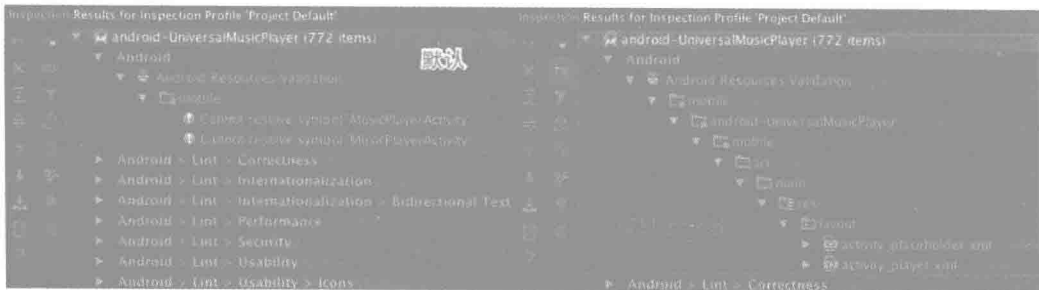 Inspection Results for Inspection Profile 'Project Default'
android-UniversalMusicPlayer (772 items)
默认
Android
Android Resources Validation
mobile
Cannot resolve symbol MusicPlayerActivity
Cannot resolve symbol MusicPlayerActivity
Android > Lint > Correctness
Android > Lint > Internationalization
Android > Lint > Internationalization > Bidirectional Text
Android > Lint > Performance
Android > Lint > Security
Android > Lint > Usability
Android > Lint > Usability > Icons
Inspection Results for Inspection Profile 'Project Default'
android-UniversalMusicPlayer (772 items)
Android
Android Resources Validation
mobile
android-UniversalMusicPlayer
mobile
src
main
res
layout
activity_placeholder.xml
activity_player.xml
Android > Lint > Correctness